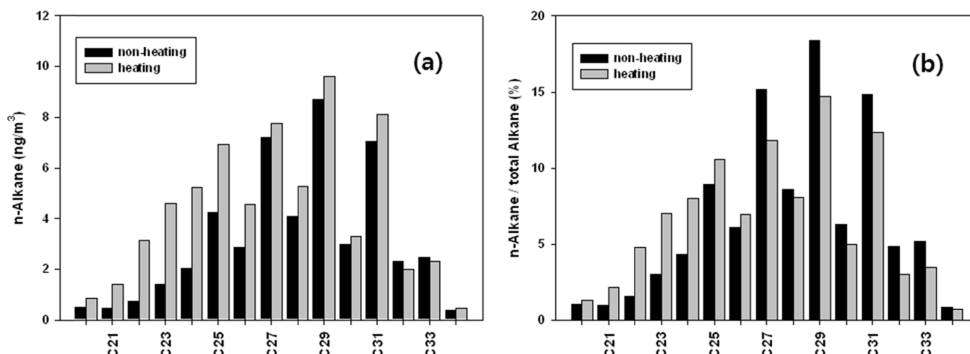 12
10
8
6
4
2
0
n-Alkane (ng/m³)
non-heating
heating
(a)
C21
C23
C25
C27
C29
C31
C33
20
15
10
5
0
n-Alkane / total Alkane (%)
non-heating
heating
(b)
C21
C23
C25
C27
C29
C31
C33